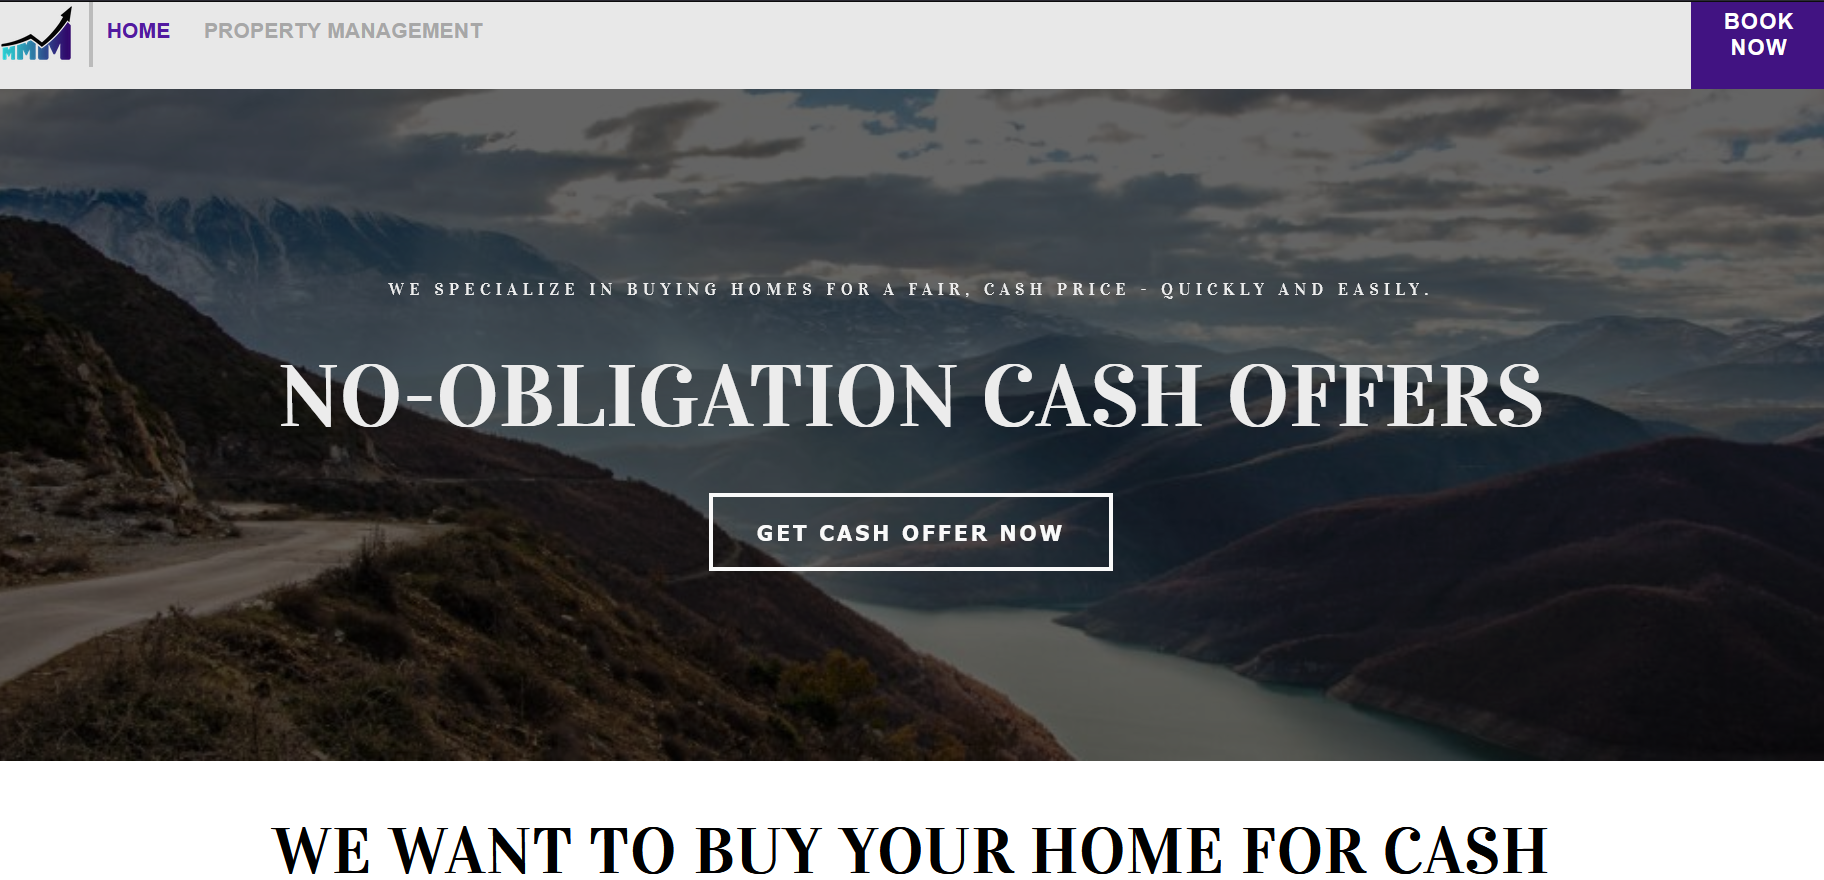 MMM
HOME
PROPERTY MANAGEMENT
BOOK
NOW
WE SPECIALIZE IN BUYING HOMES FOR A FAIR, CASH PRICE - QUICKLY AND EASILY.
NO-OBLIGATION CASH OFFERS
GET CASH OFFER NOW
WE WANT TO BUY YOUR HOME FOR CASH